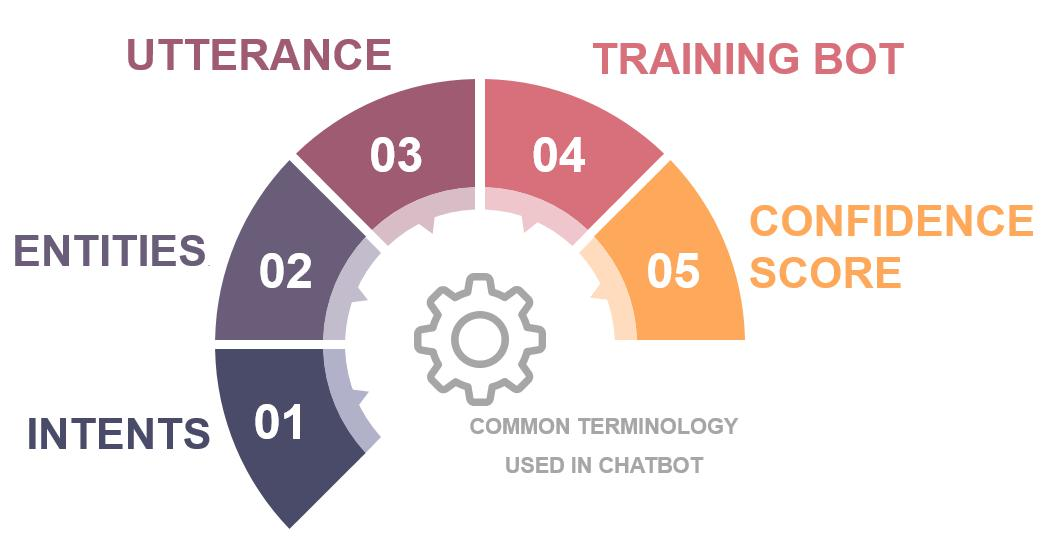 UTTERANCE
TRAINING BOT
03
04
ENTITIES
02
05
CONFIDENCE
SCORE
INTENTS
01
COMMON TERMINOLOGY
USED IN CHATBOT